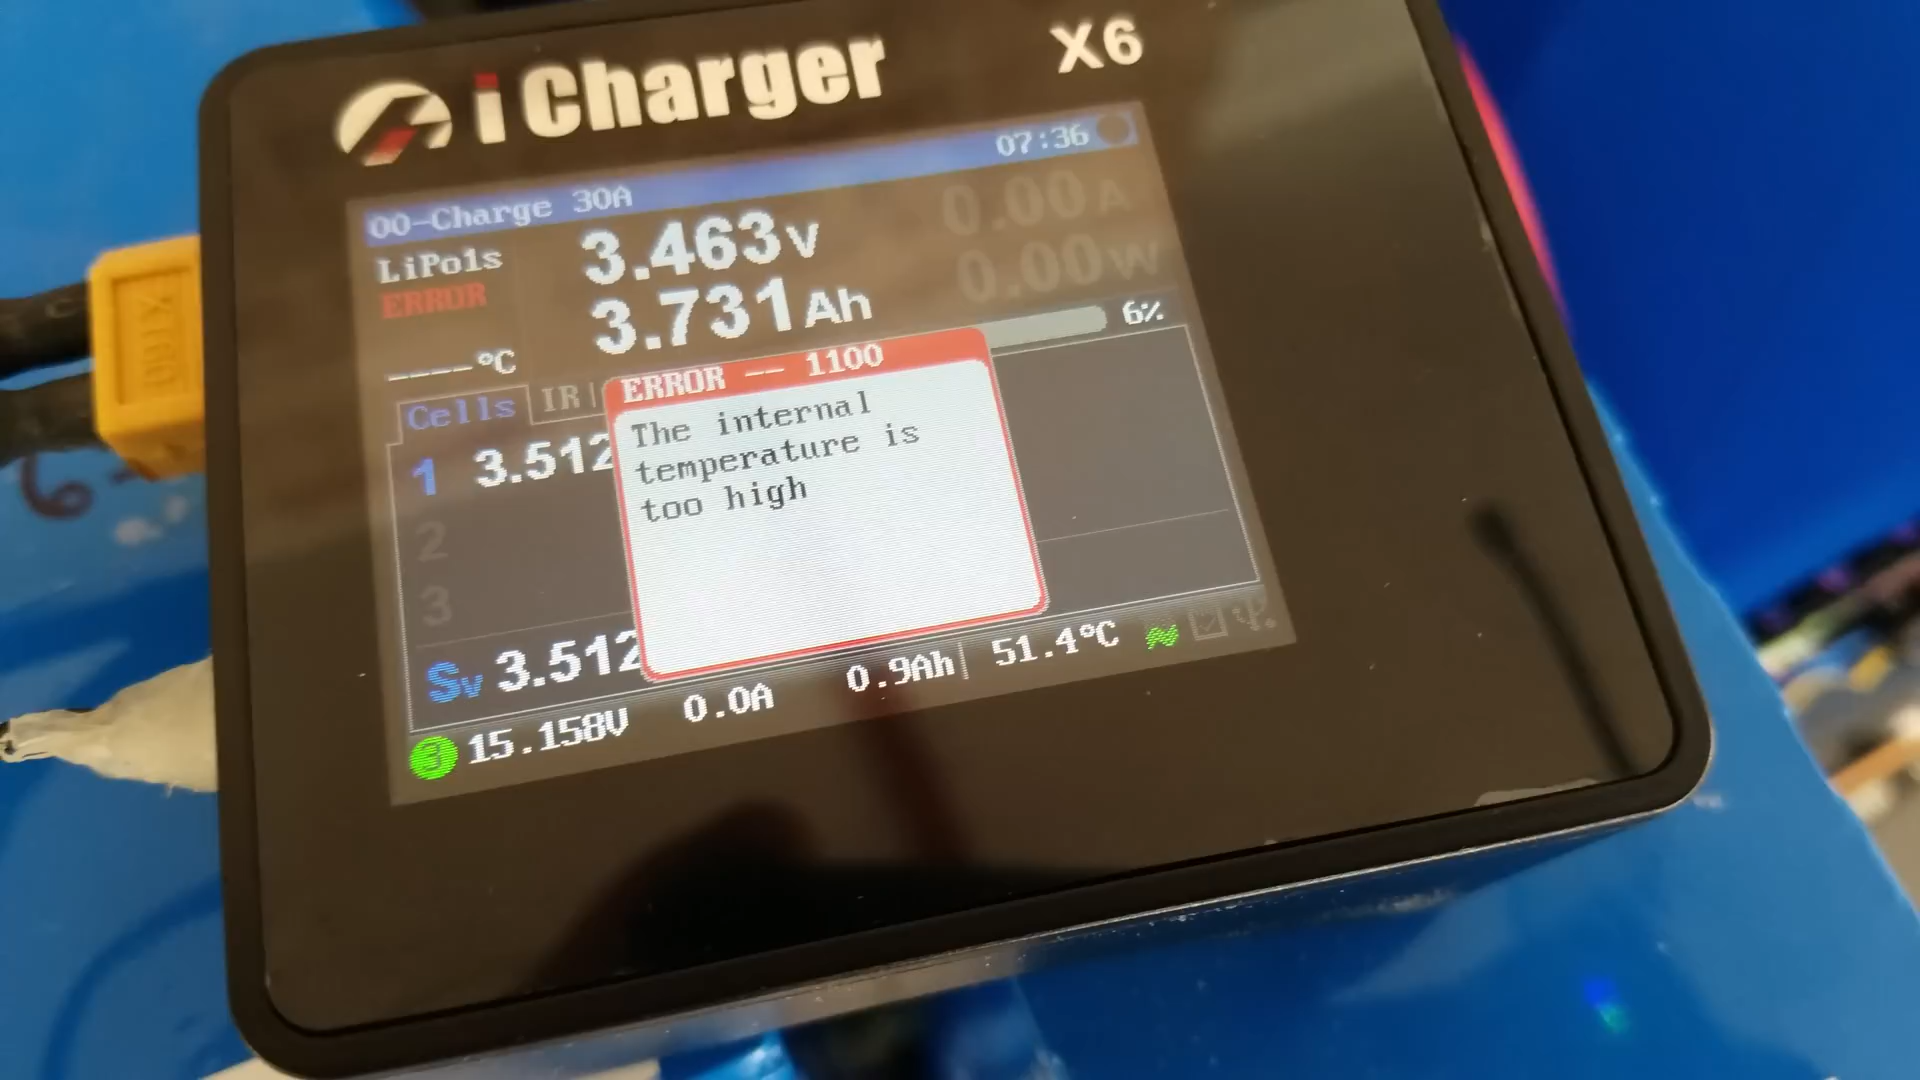 iCharger X6
07:36
00-Charge 30A
LiPo1s
3.463V
0.00A
ERROR
3.731Ah
0.00W
----°C
6%
Cells IR
ERROR -- 1100
The internal
temperature is
too high
1 3.512
2
3
Sv 3.512
15.158V 0.0A 0.9Ah 51.4°C